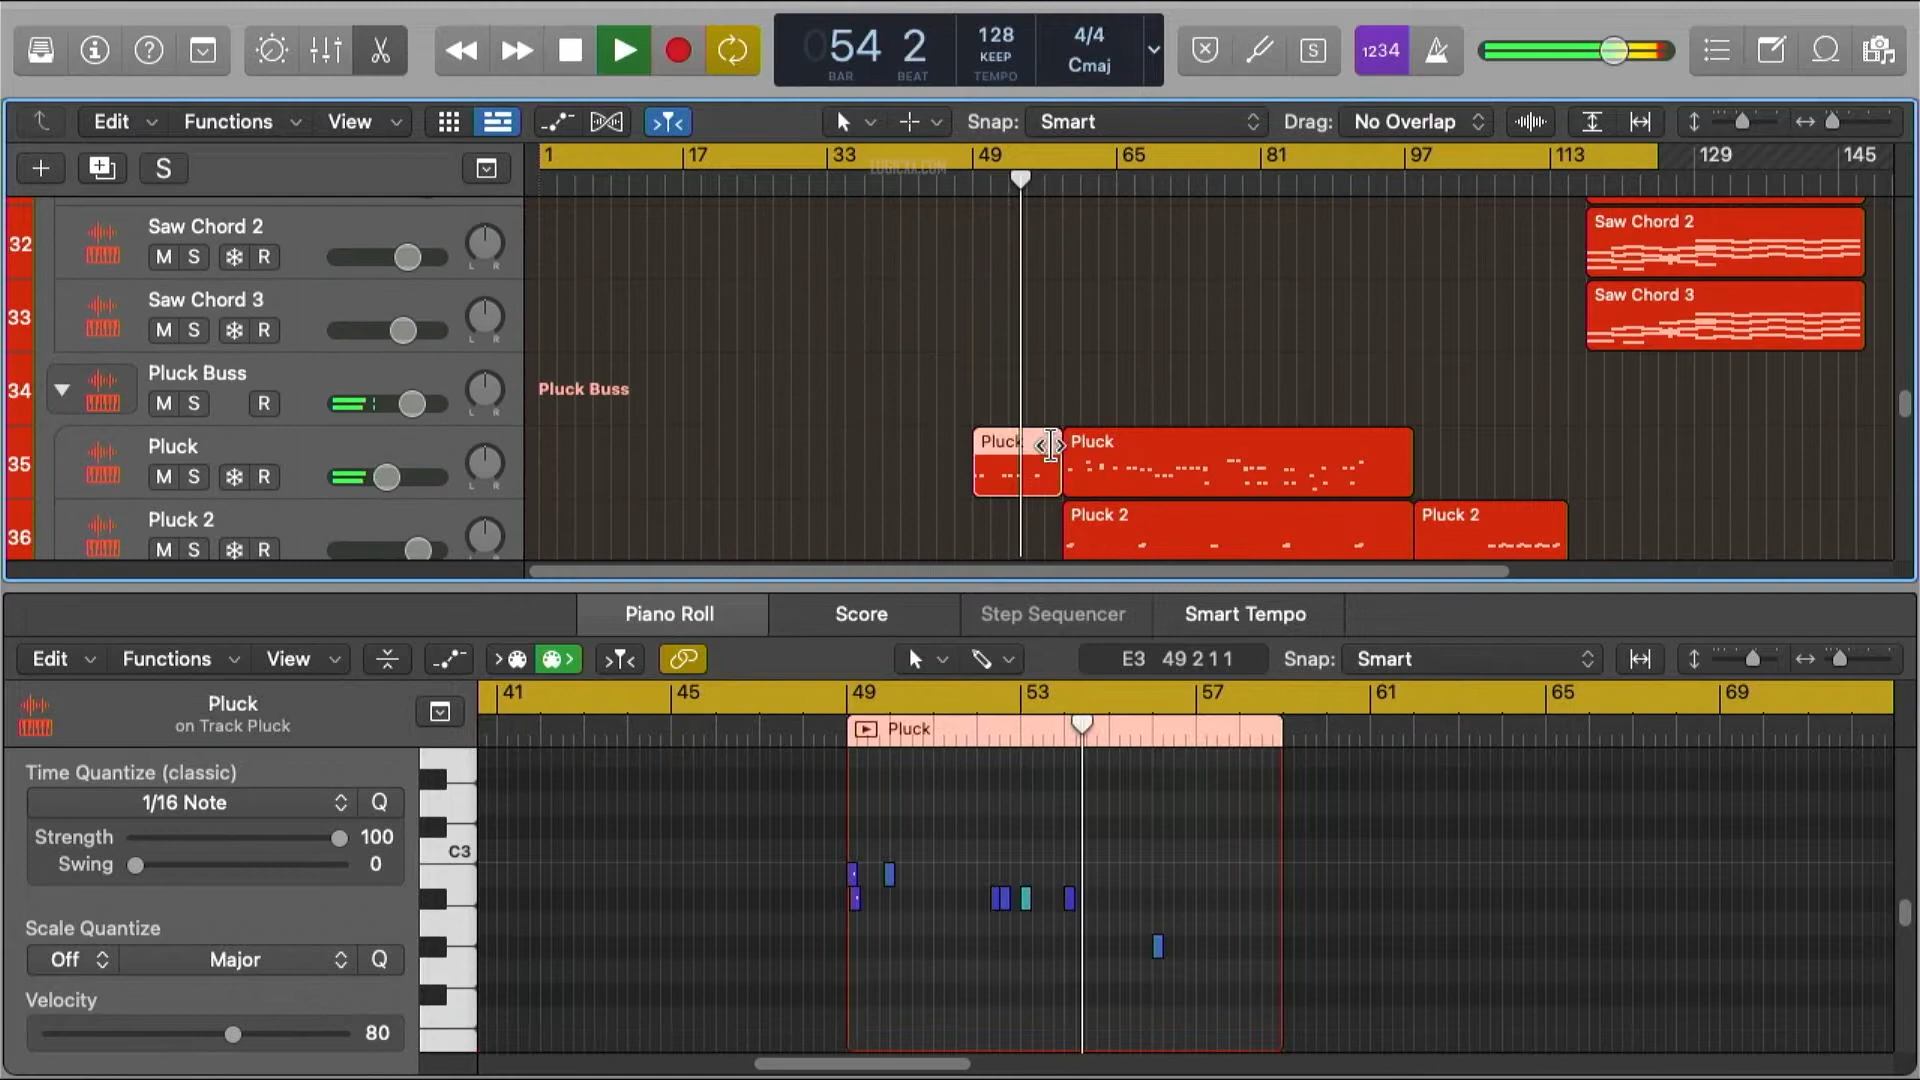 054 2
BAR BEAT
128
KEEP
TEMPO
4/4
Cmaj
S
1234
Edit Functions View Snap: Smart Drag: No Overlap
S
1 17 33 49 65 81 97 113 129 145
LOGICXX.COM
32 Saw Chord 2
M S R
L R
Saw Chord 2
33 Saw Chord 3
M S R
L R
Saw Chord 3
34 Pluck Buss
M S R
L R
Pluck Buss
35 Pluck
M S R
L R
Pluck Pluck
36 Pluck 2
M S R
L R
Pluck 2 Pluck 2
Piano Roll Score Step Sequencer Smart Tempo
Edit Functions View E3 49 2 1 1 Snap: Smart
41 45 49 53 57 61 65 69
Pluck
on Track Pluck
Pluck
Time Quantize (classic)
1/16 Note Q
Strength 100
Swing 0
C3
Scale Quantize
Off Major Q
Velocity
80